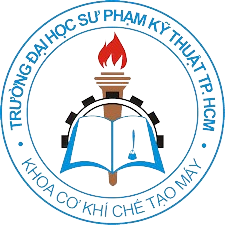 TRƯỜNG ĐẠI HỌC SƯ PHẠM KỸ THUẬT TP. HCM
KHOA CƠ KHÍ CHẾ TẠO MÁY